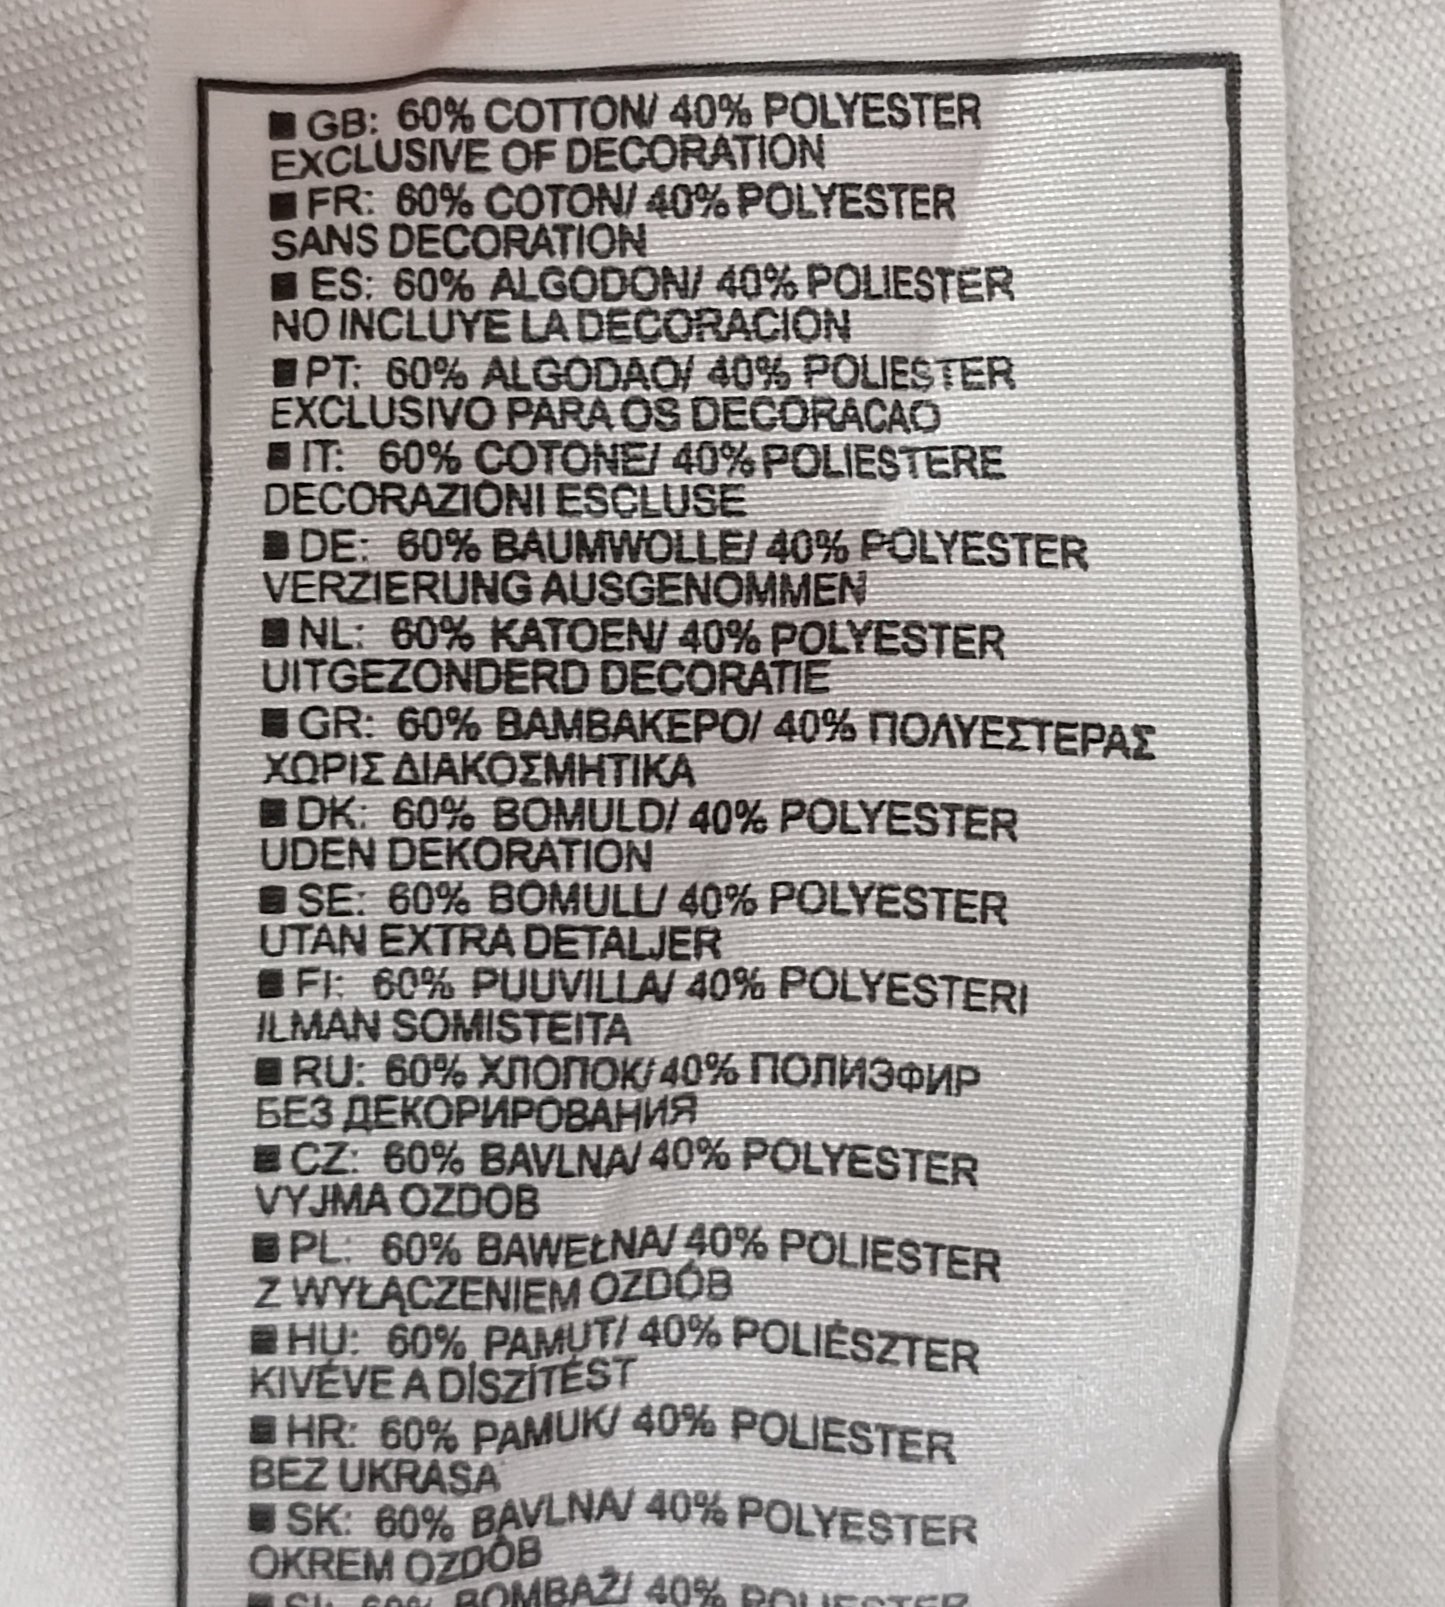 ■ GB: 60% COTTON/ 40% POLYESTER
EXCLUSIVE OF DECORATION
■ FR: 60% COTON/ 40% POLYESTER
SANS DECORATION
■ ES: 60% ALGODON/ 40% POLIESTER
NO INCLUYE LA DECORACION
■ PT: 60% ALGODAO/ 40% POLIESTER
EXCLUSIVO PARA OS DECORACAO
■ IT: 60% COTONE/ 40% POLIESTERE
DECORAZIONI ESCLUSE
■ DE: 60% BAUMWOLLE/ 40% POLYESTER
VERZIERUNG AUSGENOMMEN
■ NL: 60% KATOEN/ 40% POLYESTER
UITGEZONDERD DECORATIE
■ GR: 60% ΒΑΜΒΑΚΕΡΟ/ 40% ΠΟΛΥΕΣΤΕΡΑΣ
ΧΩΡΙΣ ΔΙΑΚΟΣΜΗΤΙΚΑ
■ DK: 60% BOMULD/ 40% POLYESTER
UDEN DEKORATION
■ SE: 60% BOMULL/ 40% POLYESTER
UTAN EXTRA DETALJER
■ FI: 60% PUUVILLA/ 40% POLYESTERI
ILMAN SOMISTEITA
■ RU: 60% ХЛОПОК/ 40% ПОЛИЭФИР
БЕЗ ДЕКОРИРОВАНИЯ
■ CZ: 60% BAVLNA/ 40% POLYESTER
VYJMA OZDOB
■ PL: 60% BAWEŁNA/ 40% POLIESTER
Z WYŁĄCZENIEM OZDÓB
■ HU: 60% PAMUT/ 40% POLIÉSZTER
KIVÉVE A DÍSZÍTÉST
■ HR: 60% PAMUK/ 40% POLIESTER
BEZ UKRASA
■ SK: 60% BAVLNA/ 40% POLYESTER
OKREM OZDÔB
■ SI: 60% BOMBAŽ/ 40% POLIESTER